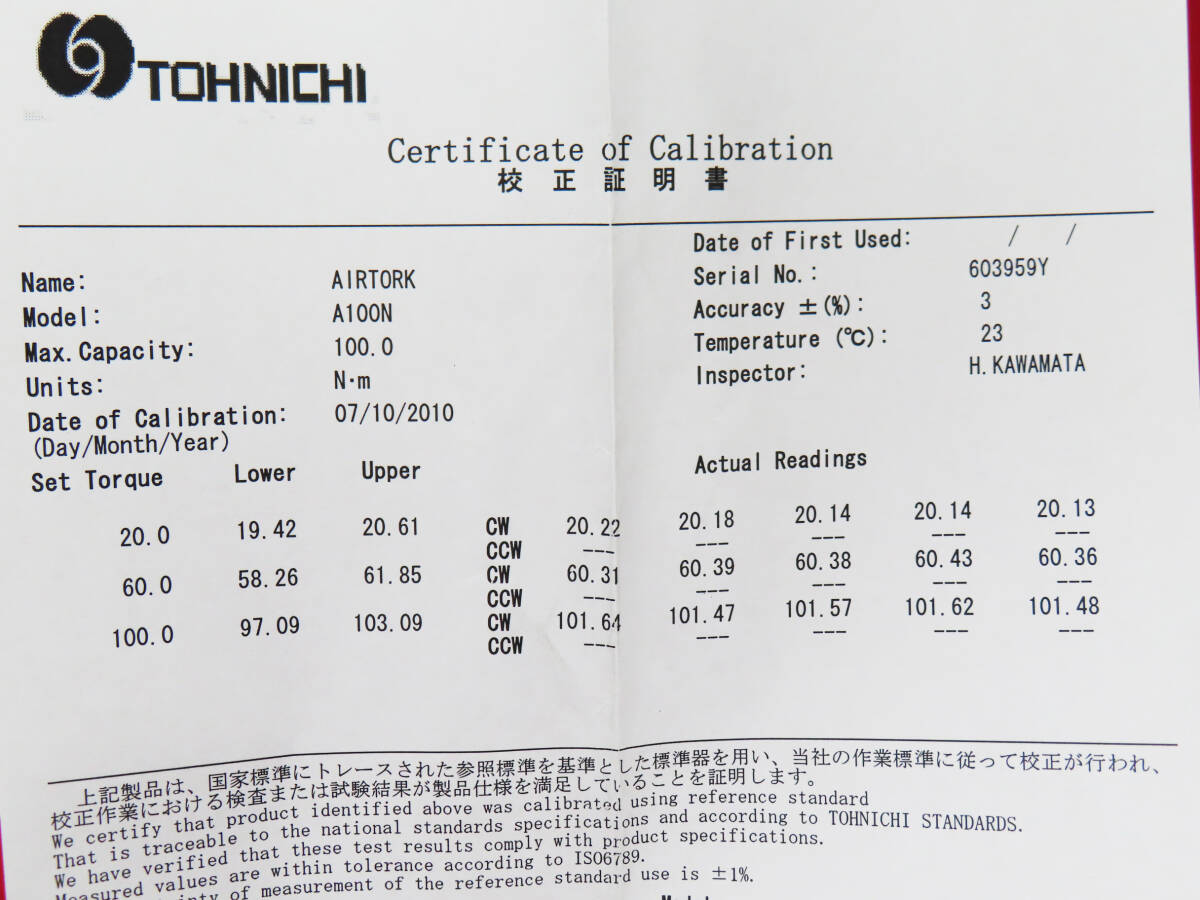 TOHNICHI
Certificate of Calibration
校正証明書
Date of First Used: / /
Name: AIRTORK
Serial No.: 603959Y
Model: A100N
Accuracy ±(%): 3
Max.Capacity: 100.0
Temperature (℃): 23
Units: N・m
Inspector: H.KAWAMATA
Date of Calibration: 07/10/2010
(Day/Month/Year)
Set Torque Lower Upper Actual Readings
20.0 19.42 20.61 CW 20.22 20.18 20.14 20.14 20.13
CCW --- --- --- --- ---
60.0 58.26 61.85 CW 60.31 60.39 60.38 60.43 60.36
CCW --- --- --- --- ---
100.0 97.09 103.09 CW 101.64 101.47 101.57 101.62 101.48
CCW --- --- --- --- ---
上記製品は、国家標準にトレースされた参照標準を基準とした標準器を用い、当社の作業標準に従って校正が行われ、
校正作業における検査または試験結果が製品仕様を満足していることを証明します。
We certify that product identified above was calibrated using reference standard
That is traceable to the national standards specifications and according to TOHNICHI STANDARDS.
We have verified that these test results comply with product specifications.
Measured values are within tolerance according to ISO6789.
of measurement of the reference standard use is ±1%.